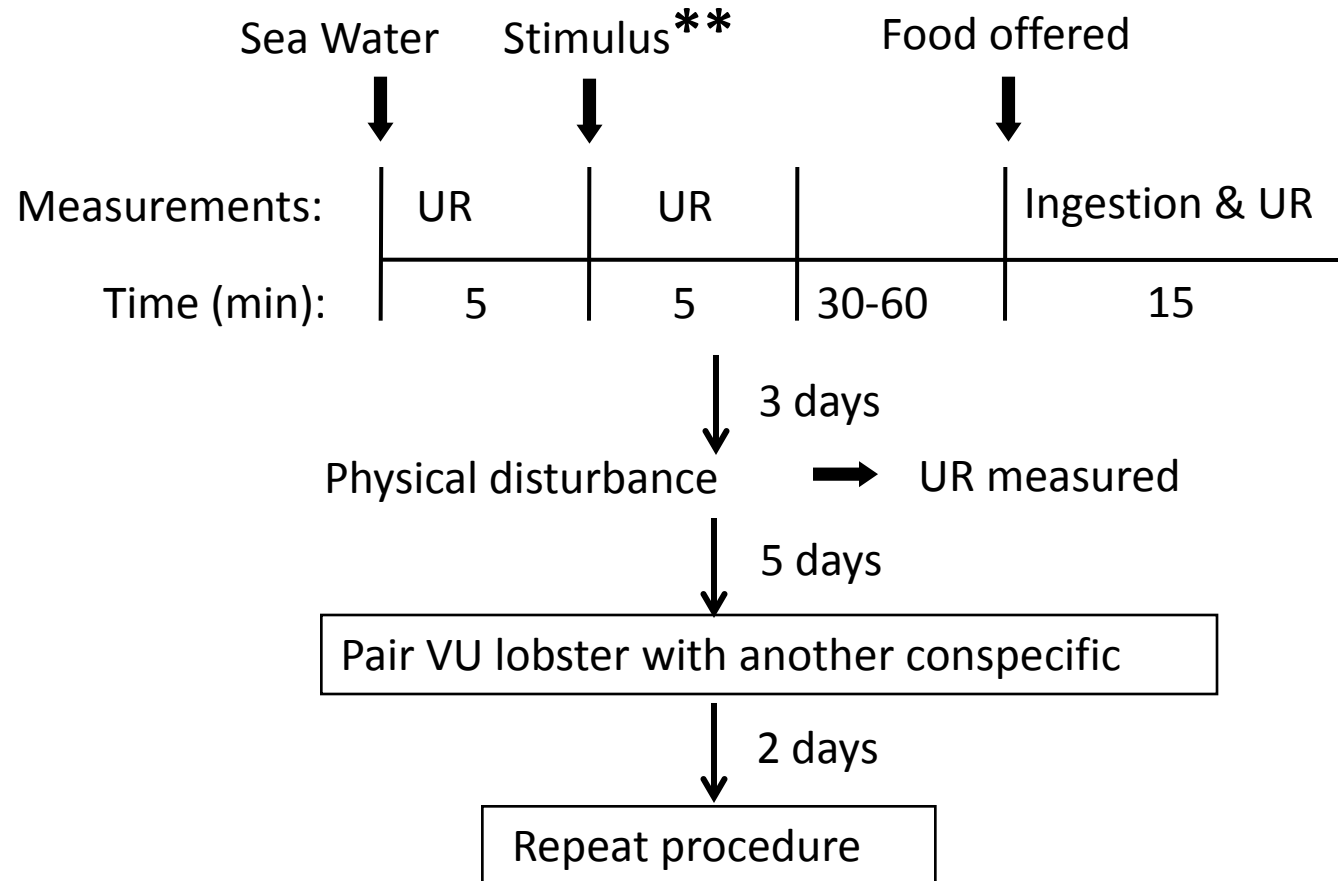 Sea Water Stimulus** Food offered
Measurements: UR UR Ingestion & UR
Time (min): 5 5 30-60 15
3 days
Physical disturbance UR measured
5 days
Pair VU lobster with another conspecific
2 days
Repeat procedure